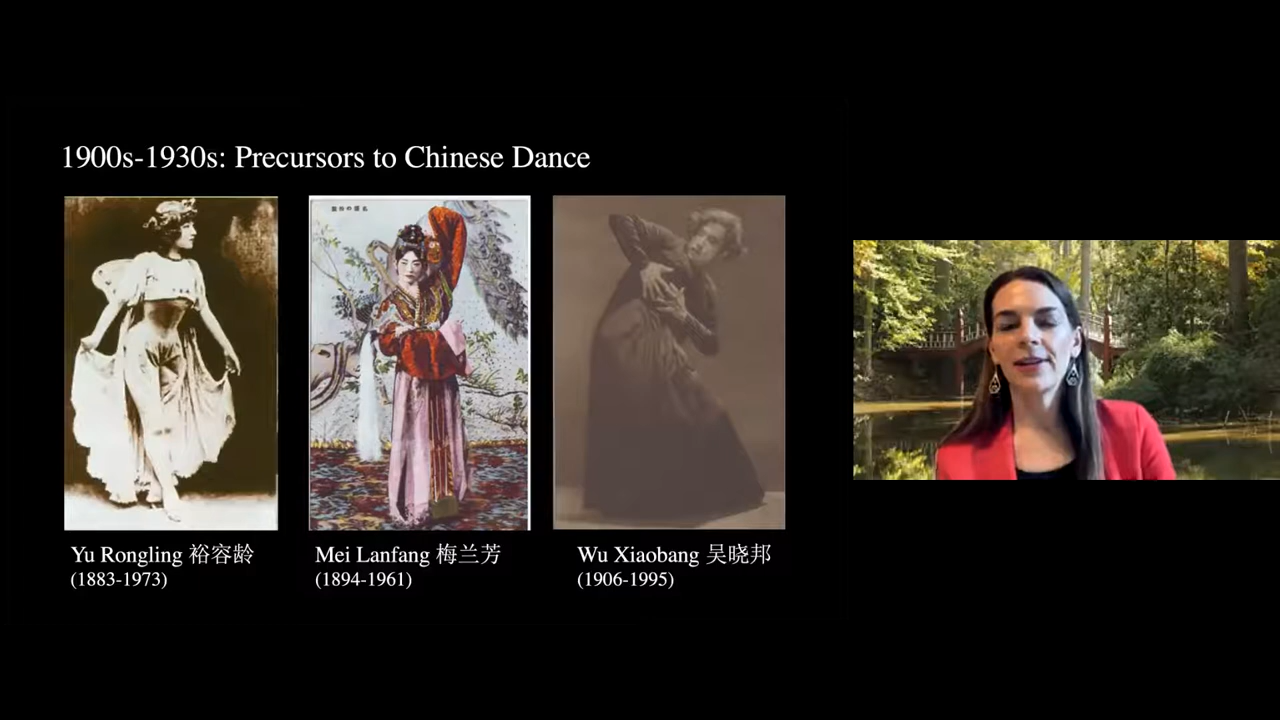 1900s-1930s: Precursors to Chinese Dance
Yu Rongling 裕容龄
(1883-1973)
Mei Lanfang 梅兰芳
(1894-1961)
Wu Xiaobang 吴晓邦
(1906-1995)